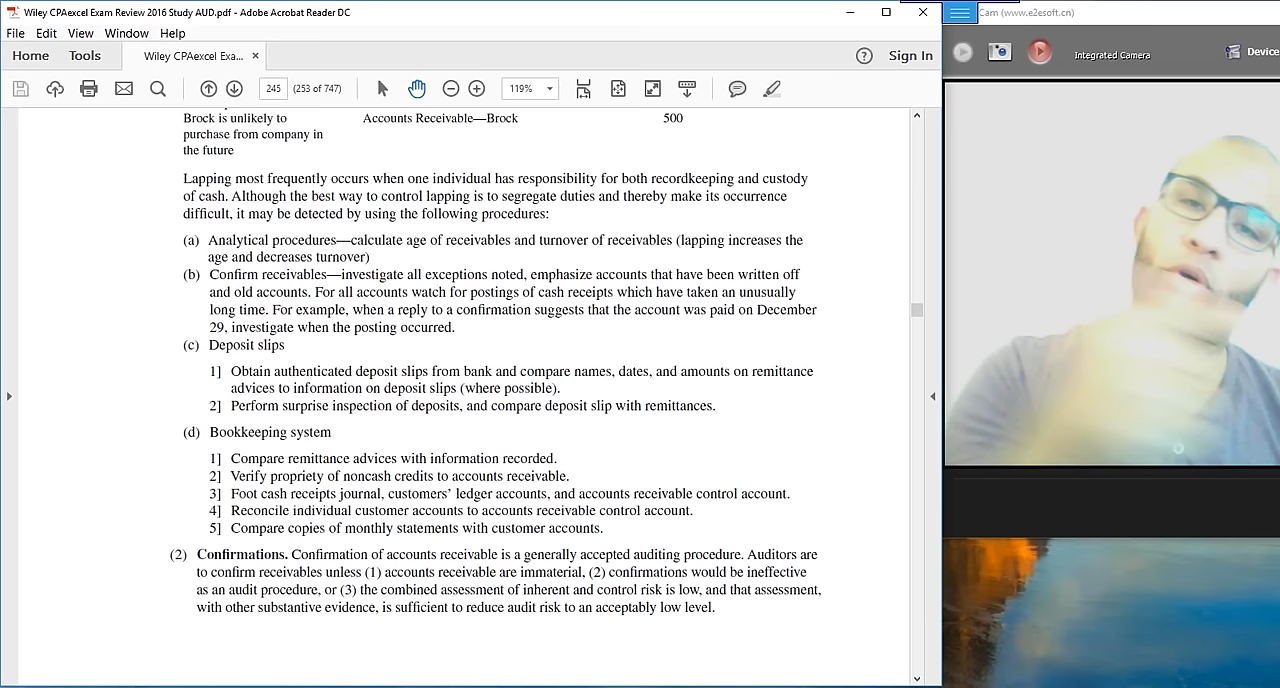 Wiley CPAexcel Exam Review 2016 Study AUD.pdf - Adobe Acrobat Reader DC
Cam (www.e2esoft.cn)
File Edit View Window Help
Home Tools Wiley CPAexcel Exa... × Sign In
Integrated Camera
Device
245 (253 of 747) 119%
Brock is unlikely to Accounts Receivable—Brock 500
purchase from company in
the future
Lapping most frequently occurs when one individual has responsibility for both recordkeeping and custody
of cash. Although the best way to control lapping is to segregate duties and thereby make its occurrence
difficult, it may be detected by using the following procedures:
(a) Analytical procedures—calculate age of receivables and turnover of receivables (lapping increases the
age and decreases turnover)
(b) Confirm receivables—investigate all exceptions noted, emphasize accounts that have been written off
and old accounts. For all accounts watch for postings of cash receipts which have taken an unusually
long time. For example, when a reply to a confirmation suggests that the account was paid on December
29, investigate when the posting occurred.
(c) Deposit slips
1] Obtain authenticated deposit slips from bank and compare names, dates, and amounts on remittance
advices to information on deposit slips (where possible).
2] Perform surprise inspection of deposits, and compare deposit slip with remittances.
(d) Bookkeeping system
1] Compare remittance advices with information recorded.
2] Verify propriety of noncash credits to accounts receivable.
3] Foot cash receipts journal, customers’ ledger accounts, and accounts receivable control account.
4] Reconcile individual customer accounts to accounts receivable control account.
5] Compare copies of monthly statements with customer accounts.
(2) Confirmations. Confirmation of accounts receivable is a generally accepted auditing procedure. Auditors are
to confirm receivables unless (1) accounts receivable are immaterial, (2) confirmations would be ineffective
as an audit procedure, or (3) the combined assessment of inherent and control risk is low, and that assessment,
with other substantive evidence, is sufficient to reduce audit risk to an acceptably low level.